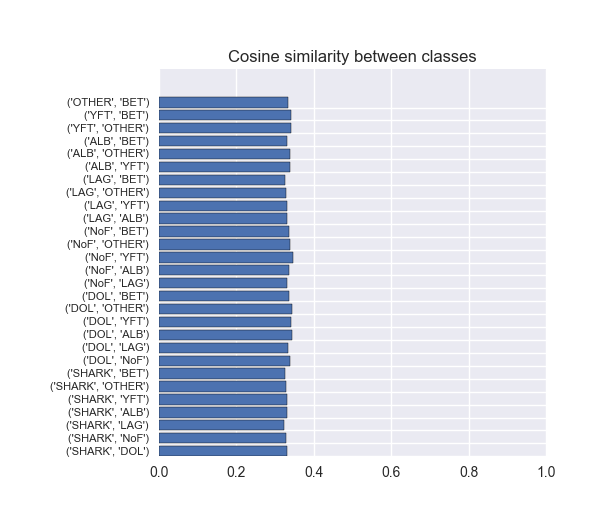 Cosine similarity between classes
('OTHER', 'BET')
('YFT', 'BET')
('YFT', 'OTHER')
('ALB', 'BET')
('ALB', 'OTHER')
('ALB', 'YFT')
('LAG', 'BET')
('LAG', 'OTHER')
('LAG', 'YFT')
('LAG', 'ALB')
('NoF', 'BET')
('NoF', 'OTHER')
('NoF', 'YFT')
('NoF', 'ALB')
('NoF', 'LAG')
('DOL', 'BET')
('DOL', 'OTHER')
('DOL', 'YFT')
('DOL', 'ALB')
('DOL', 'LAG')
('DOL', 'NoF')
('SHARK', 'BET')
('SHARK', 'OTHER')
('SHARK', 'YFT')
('SHARK', 'ALB')
('SHARK', 'LAG')
('SHARK', 'NoF')
('SHARK', 'DOL')
0.0 0.2 0.4 0.6 0.8 1.0